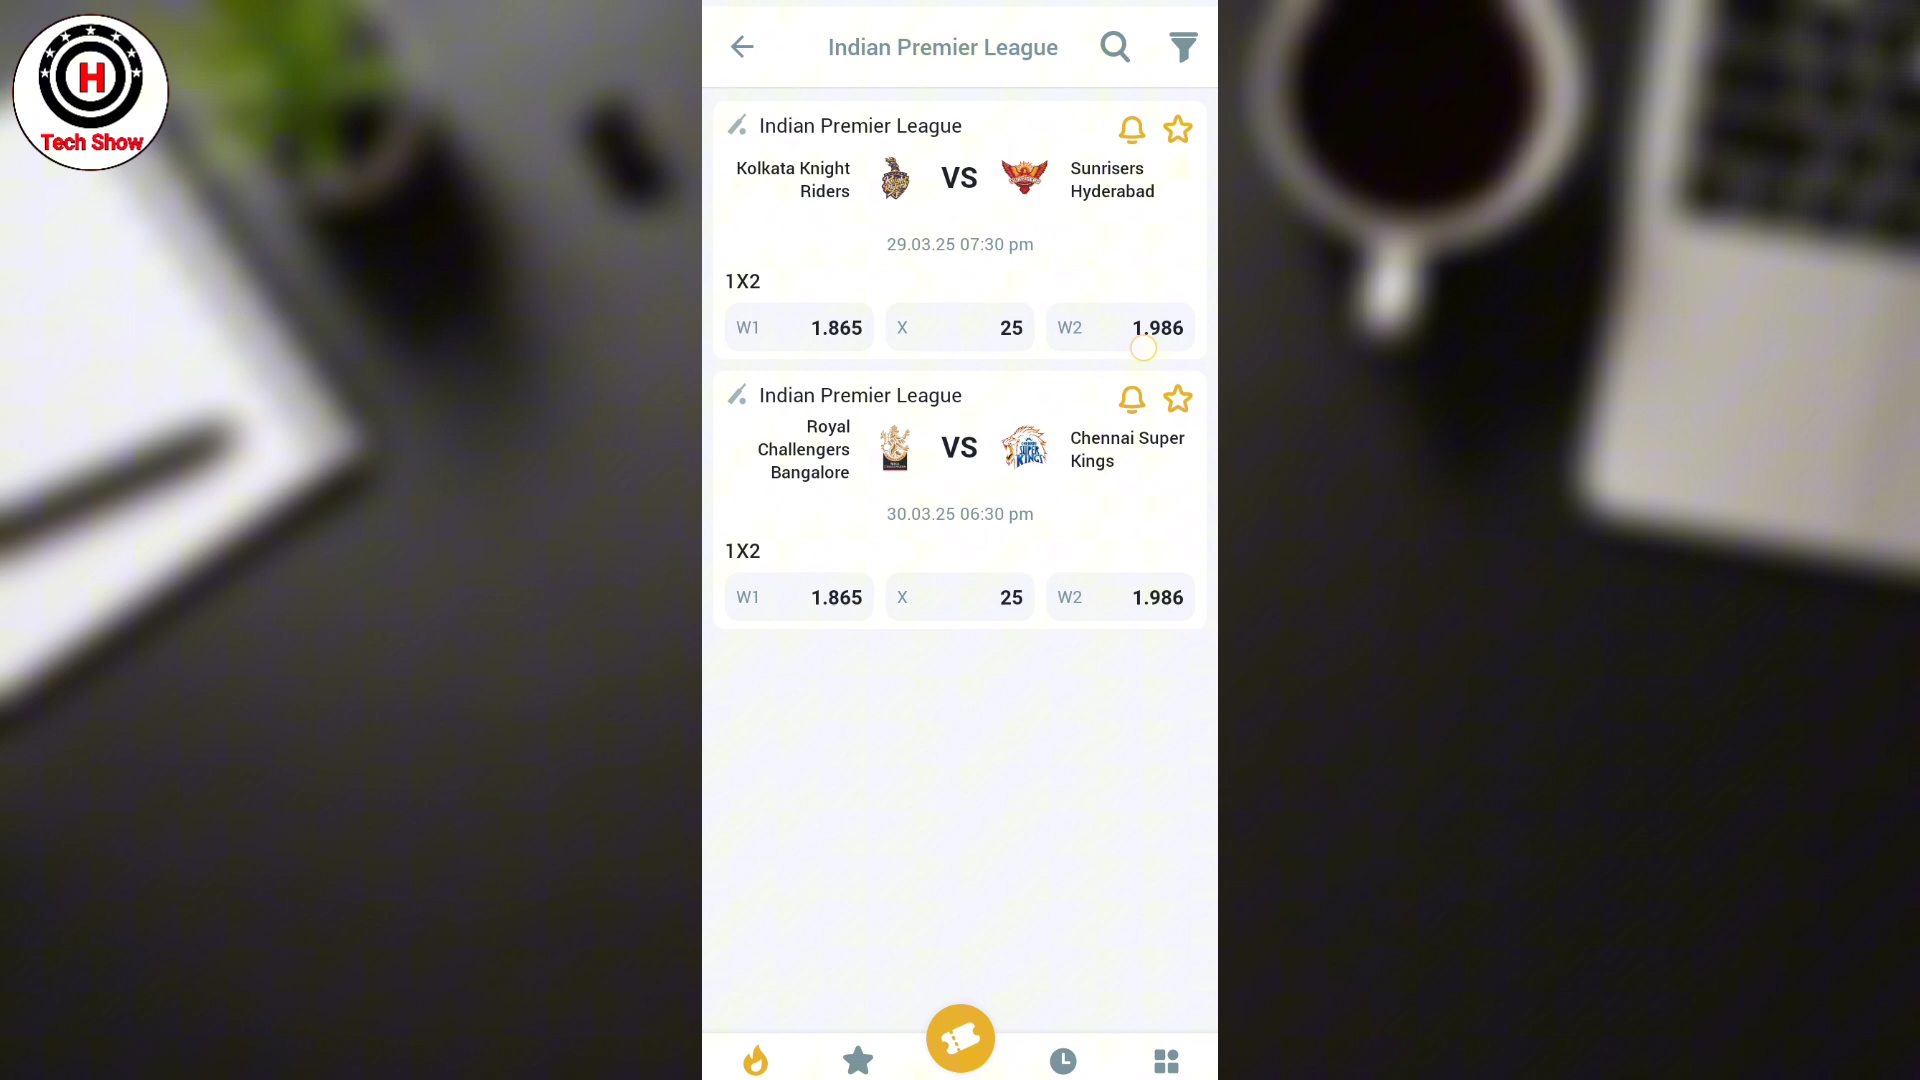 H
Tech Show
Indian Premier League
Indian Premier League
Kolkata Knight
Riders
VS
Sunrisers
Hyderabad
29.03.25 07:30 pm
1X2
W1 1.865 X 25 W2 1.986
Indian Premier League
Royal
Challengers
Bangalore
VS
Chennai Super
Kings
30.03.25 06:30 pm
1X2
W1 1.865 X 25 W2 1.986